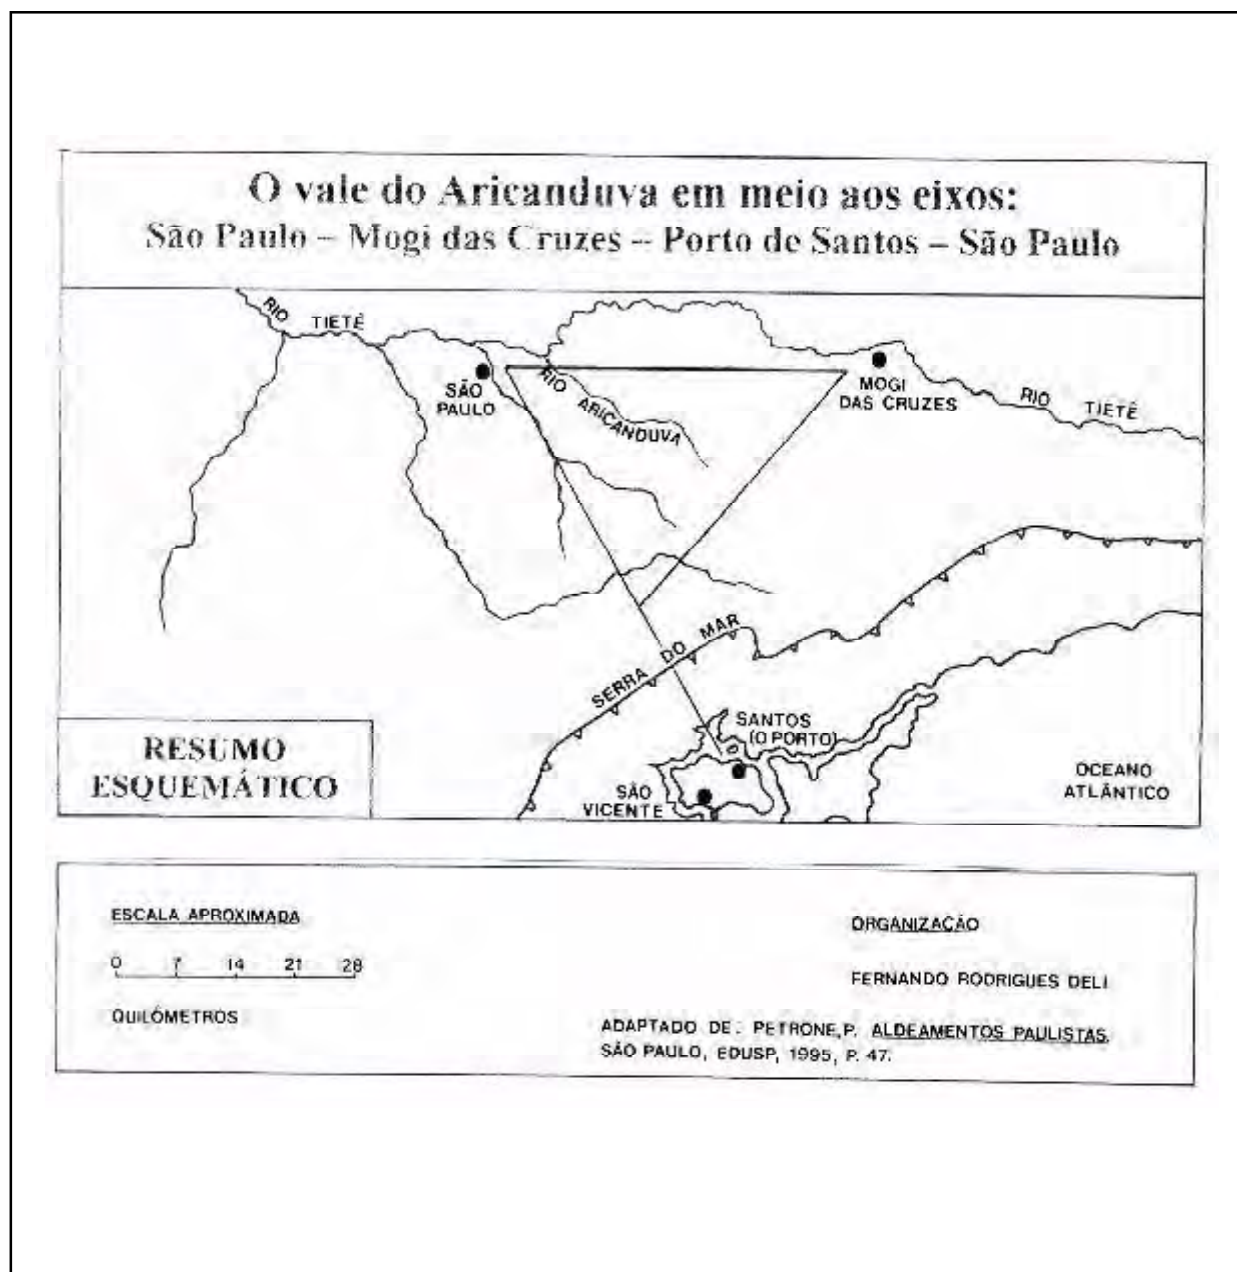 O vale do Aricanduva em meio aos eixos:
São Paulo – Mogi das Cruzes – Porto de Santos – São Paulo
RIO TIETÊ
SÃO
PAULO
RIO ARICANDUVA
MOGI
DAS CRUZES
RIO TIETÊ
SERRA DO MAR
SANTOS
(O PORTO)
SÃO
VICENTE
OCEANO
ATLÂNTICO
RESUMO
ESQUEMÁTICO
ESCALA APROXIMADA
0 7 14 21 28
QUILÓMETROS
ORGANIZAÇÃO
FERNANDO RODRIGUES DELI
ADAPTADO DE: PETRONE, P. ALDEAMENTOS PAULISTAS.
SÃO PAULO, EDUSP, 1995, P. 47.